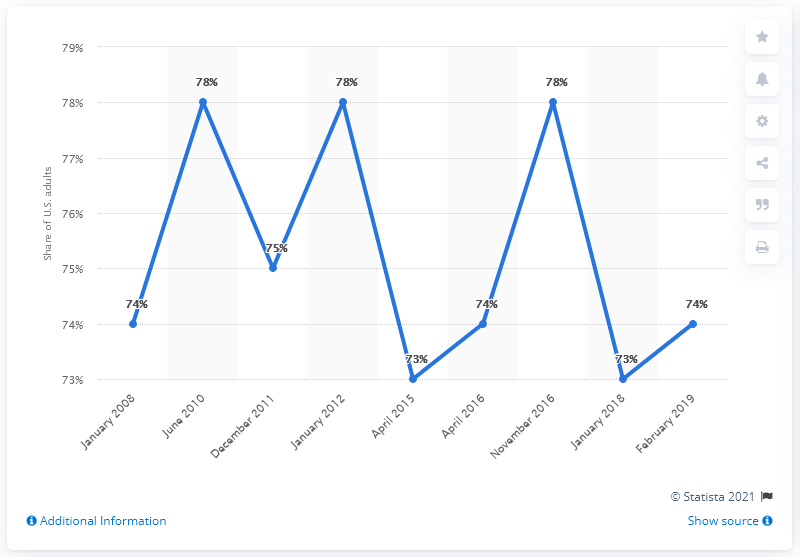 79%
78%
77%
76%
75%
74%
73%
Share of U.S. adults
74%
78%
75%
78%
73%
74%
78%
73%
74%
January 2008
June 2010
December 2011
January 2012
April 2015
April 2016
November 2016
January 2018
February 2019
© Statista 2021
Additional Information
Show source